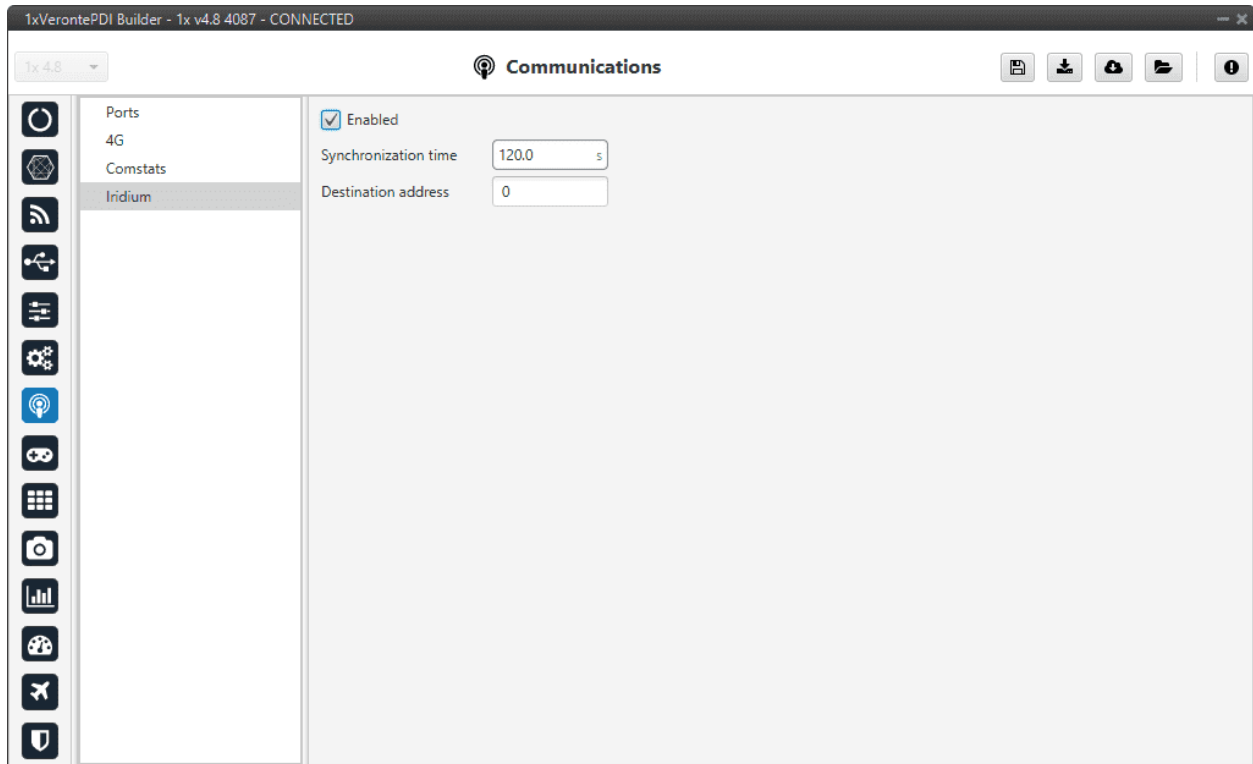 1xVerontePDI Builder - 1x v4.8 4087 - CONNECTED
1x 4.8
Communications
Ports
4G
Comstats
Iridium
Enabled
Synchronization time 120.0 s
Destination address 0